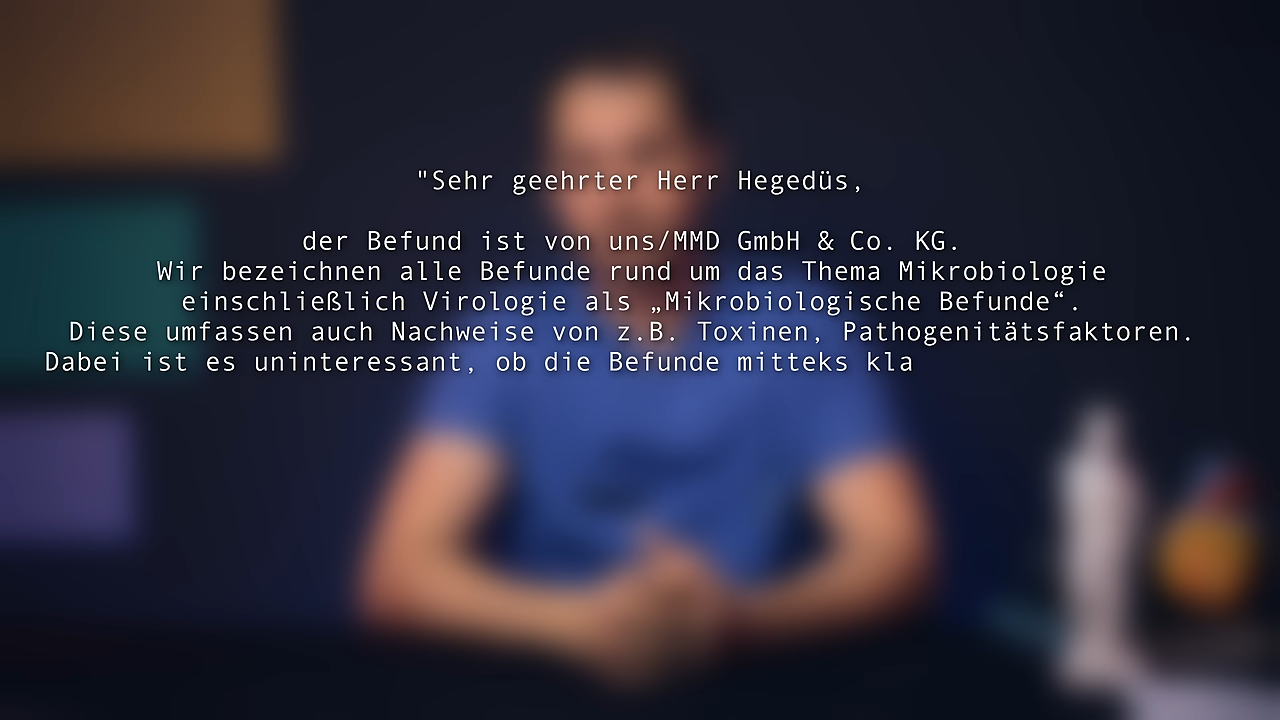 "Sehr geehrter Herr Hegedüs,
der Befund ist von uns/MMD GmbH & Co. KG.
Wir bezeichnen alle Befunde rund um das Thema Mikrobiologie
einschließlich Virologie als „Mikrobiologische Befunde“.
Diese umfassen auch Nachweise von z.B. Toxinen, Pathogenitätsfaktoren.
Dabei ist es uninteressant, ob die Befunde mitteks kla